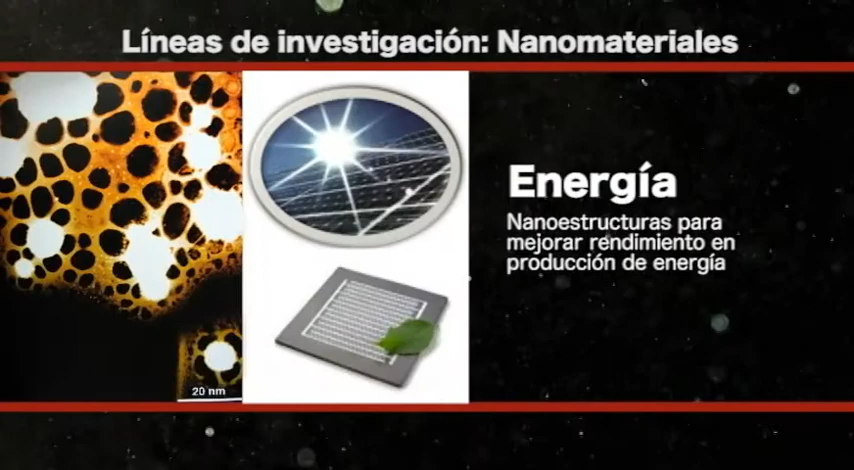 Líneas de investigación: Nanomateriales
Energía
Nanoestructuras para
mejorar rendimiento en
producción de energía
20 nm